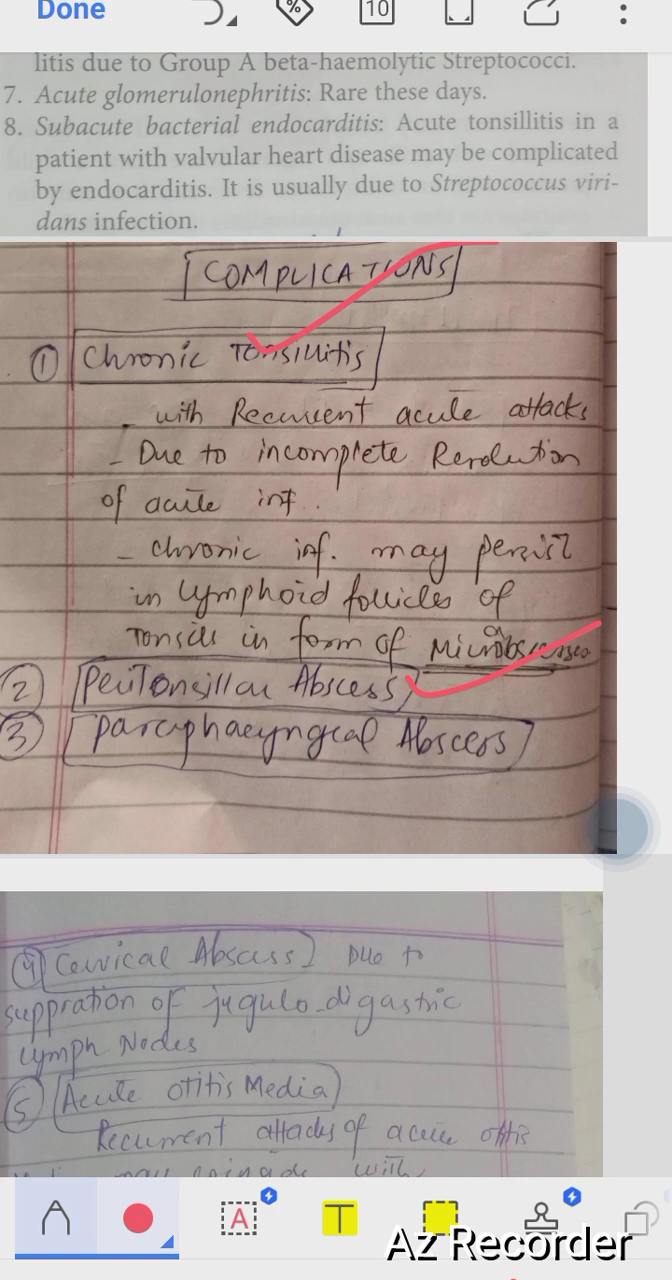 Done
%
10
litis due to Group A beta-haemolytic Streptococci.
7. Acute glomerulonephritis: Rare these days.
8. Subacute bacterial endocarditis: Acute tonsillitis in a
patient with valvular heart disease may be complicated
by endocarditis. It is usually due to Streptococcus viri-
dans infection.
COMPLICATIONS
① Chronic Tonsillitis
- with Recurrent acute attacks
- Due to incomplete Resolution
of acute inf.
- chronic inf. may persist
in lymphoid follicles of
Tonsils in form of Microabscesses
② Peritonsillar Abscess
③ Parapharyngeal Abscess
④ Cervical Abscess Due to
suppration of jugulo-digastric
lymph Nodes
⑤ Acute otitis Media
Recurrent attacks of acute otitis
may with
A
T
Az Recorder